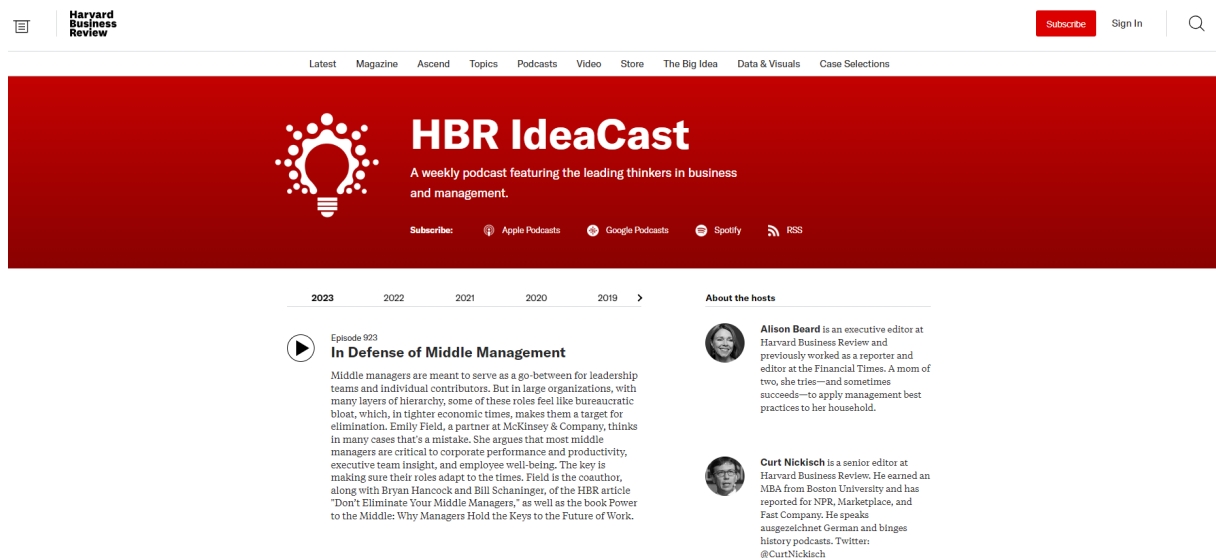 Harvard
Business
Review
Subscribe
Sign In
Latest Magazine Ascend Topics Podcasts Video Store The Big Idea Data & Visuals Case Selections
HBR IdeaCast
A weekly podcast featuring the leading thinkers in business
and management.
Subscribe: Apple Podcasts Google Podcasts Spotify RSS
2023 2022 2021 2020 2019
Episode 923
In Defense of Middle Management
Middle managers are meant to serve as a go-between for leadership
teams and individual contributors. But in large organizations, with
many layers of hierarchy, some of these roles feel like bureaucratic
bloat, which, in tighter economic times, makes them a target for
elimination. Emily Field, a partner at McKinsey & Company, thinks
in many cases that's a mistake. She argues that most middle
managers are critical to corporate performance and productivity,
executive team insight, and employee well-being. The key is
making sure their roles adapt to the times. Field is the coauthor,
along with Bryan Hancock and Bill Schaninger, of the HBR article
"Don't Eliminate Your Middle Managers," as well as the book Power
to the Middle: Why Managers Hold the Keys to the Future of Work.
About the hosts
Alison Beard is an executive editor at
Harvard Business Review and
previously worked as a reporter and
editor at the Financial Times. A mom of
two, she tries—and sometimes
succeeds—to apply management best
practices to her household.
Curt Nickisch is a senior editor at
Harvard Business Review. He earned an
MBA from Boston University and has
reported for NPR, Marketplace, and
Fast Company. He speaks
ausgezeichnet German and binges
history podcasts. Twitter:
@CurtNickisch